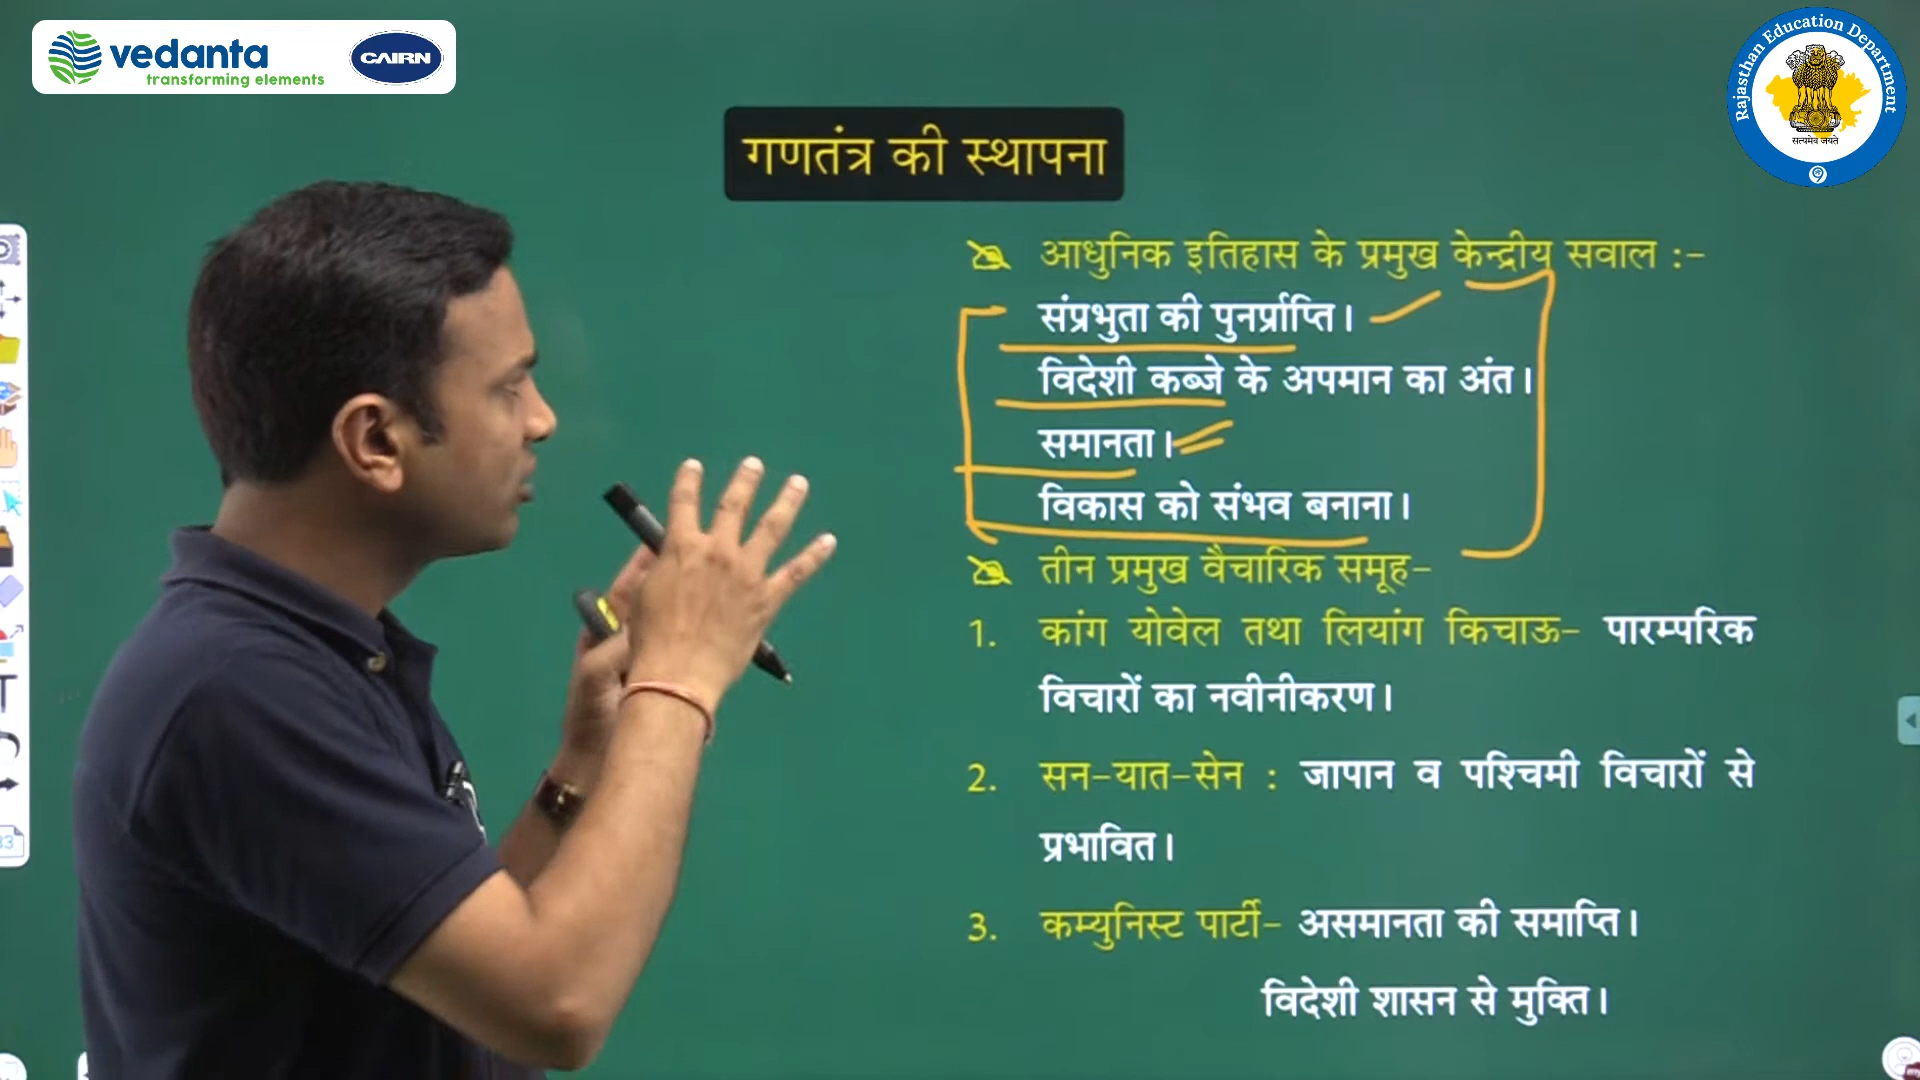 vedanta
transforming elements
CAIRN
Rajasthan Education Department
सत्यमेव जयते
गणतंत्र की स्थापना
आधुनिक इतिहास के प्रमुख केन्द्रीय सवाल :-
संप्रभुता की पुनर्प्राप्ति।
विदेशी कब्जे के अपमान का अंत।
समानता।
विकास को संभव बनाना।
तीन प्रमुख वैचारिक समूह-
1. कांग योवेल तथा लियांग किचाऊ- पारम्परिक
विचारों का नवीनीकरण।
2. सन-यात-सेन : जापान व पश्चिमी विचारों से
प्रभावित।
3. कम्युनिस्ट पार्टी- असमानता की समाप्ति।
विदेशी शासन से मुक्ति।